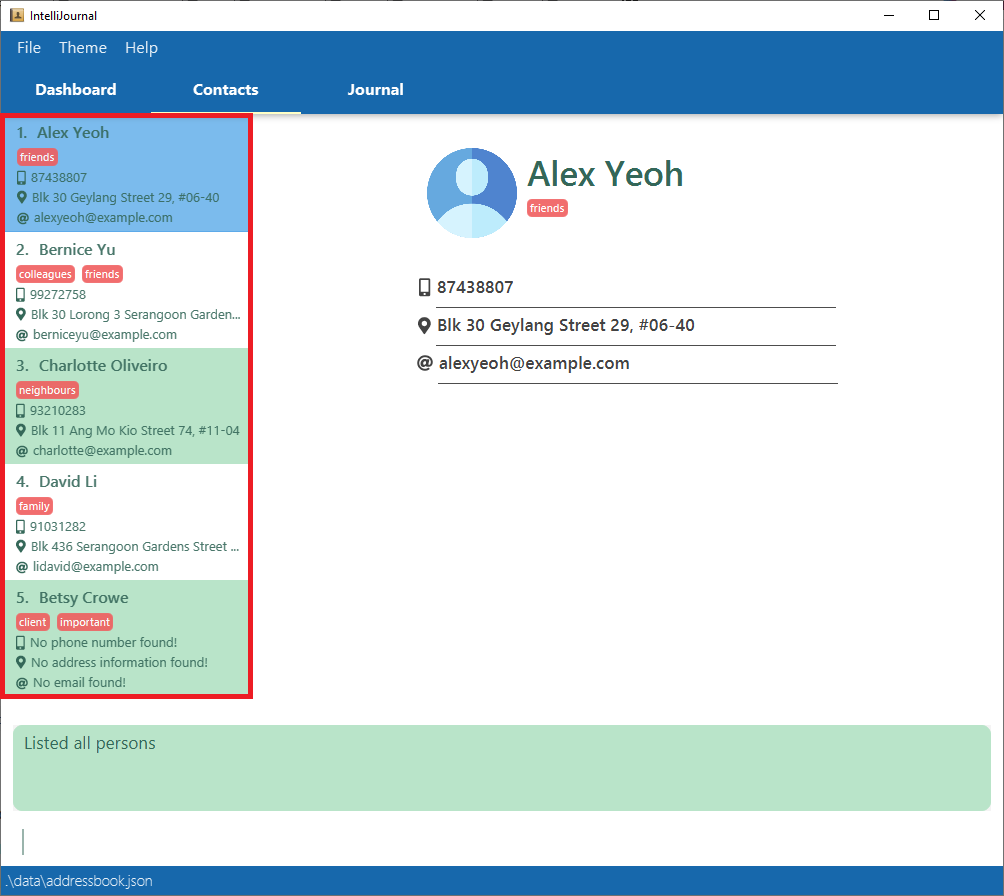 IntelliJournal
File Theme Help
Dashboard Contacts Journal
1. Alex Yeoh
friends
87438807
Blk 30 Geylang Street 29, #06-40
@ alexyeoh@example.com
2. Bernice Yu
colleagues friends
99272758
Blk 30 Lorong 3 Serangoon Garden...
@ berniceyu@example.com
3. Charlotte Oliveiro
neighbours
93210283
Blk 11 Ang Mo Kio Street 74, #11-04
@ charlotte@example.com
4. David Li
family
91031282
Blk 436 Serangoon Gardens Street ...
@ lidavid@example.com
5. Betsy Crowe
client important
No phone number found!
No address information found!
@ No email found!
Alex Yeoh
friends
87438807
Blk 30 Geylang Street 29, #06-40
@ alexyeoh@example.com
Listed all persons
.\data\addressbook.json